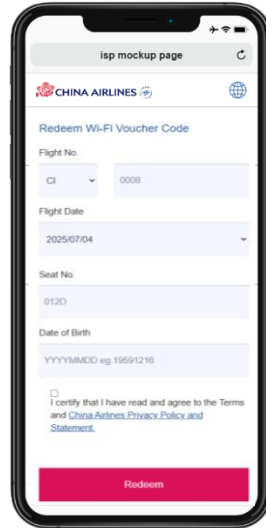 isp mockup page
CHINA AIRLINES
Redeem Wi-Fi Voucher Code
Flight No.
CI 0008
Flight Date
2025/07/04
Seat No.
012D
Date of Birth
YYYYMMDD eg.19591216
I certify that I have read and agree to the Terms
and China Airlines Privacy Policy and
Statement.
Redeem